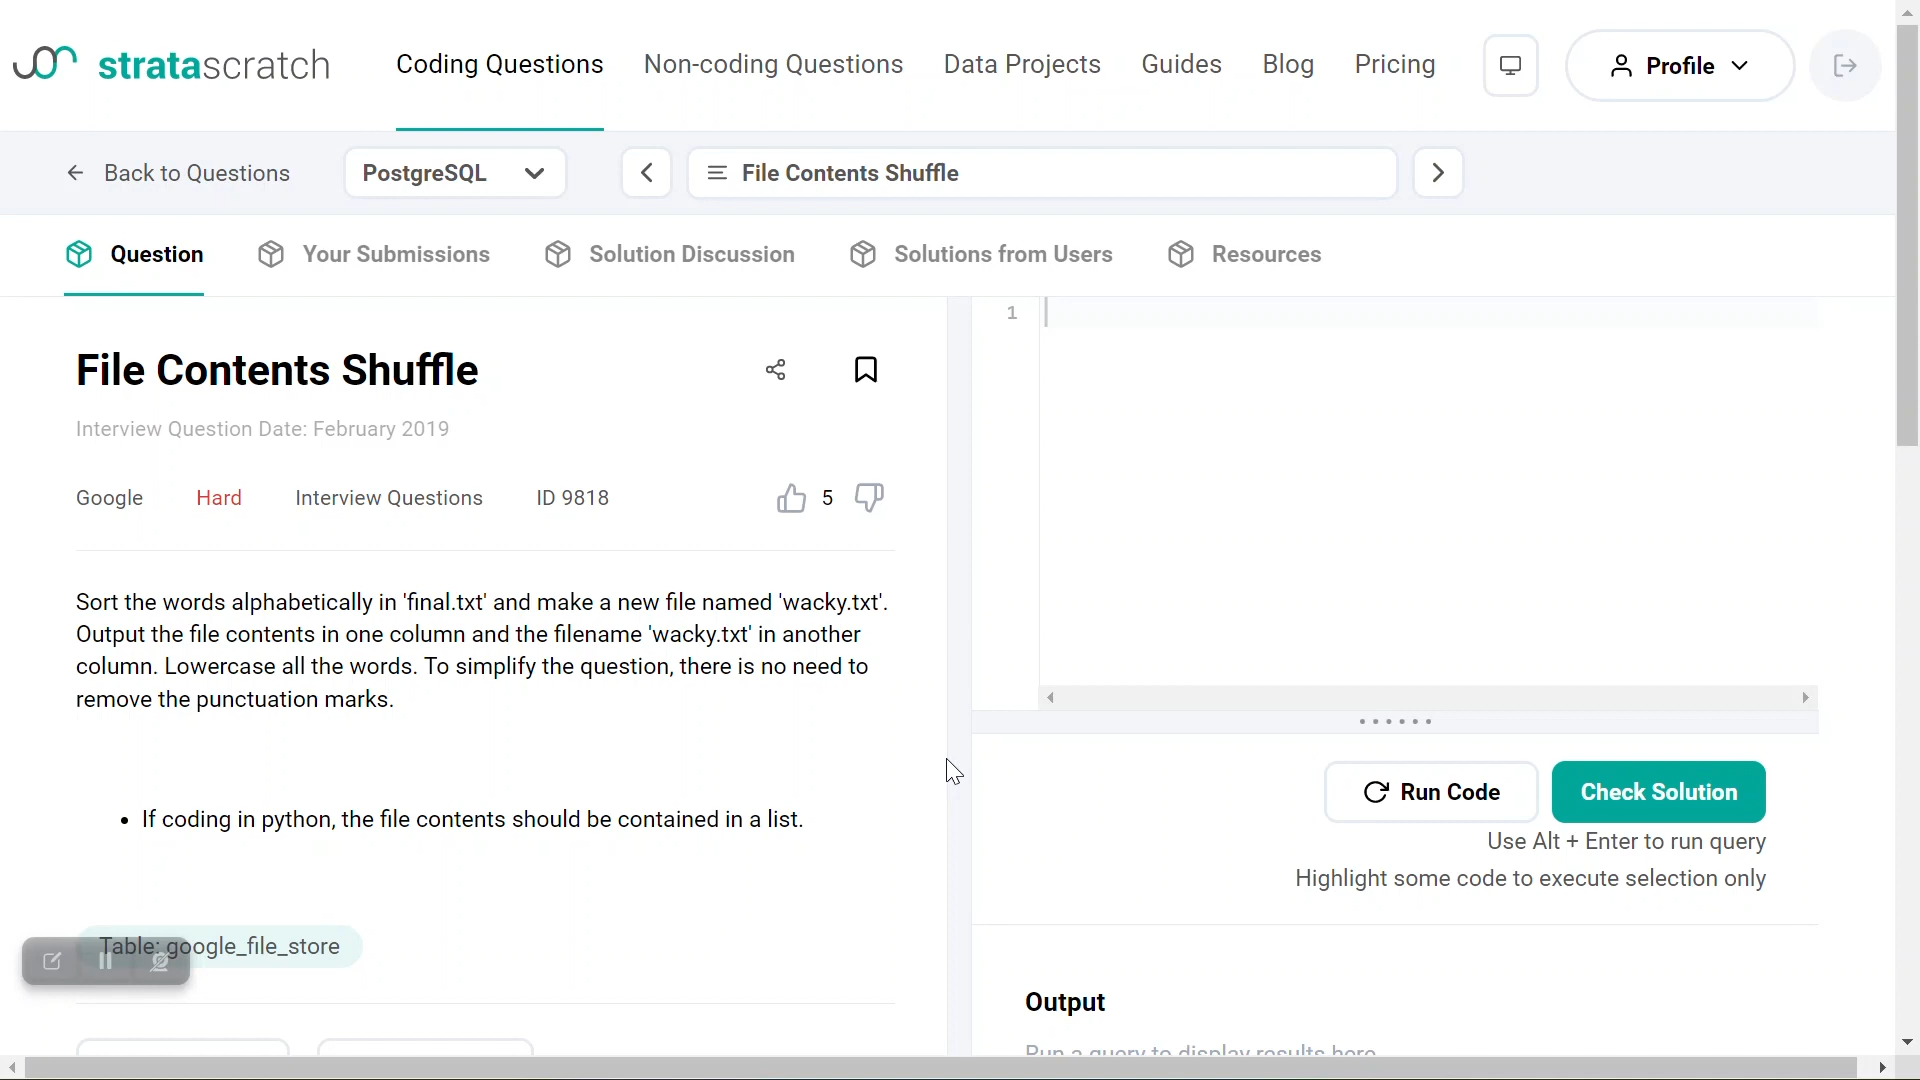 stratascratch
Coding Questions
Non-coding Questions
Data Projects
Guides
Blog
Pricing
Profile
Back to Questions
PostgreSQL
File Contents Shuffle
Question
Your Submissions
Solution Discussion
Solutions from Users
Resources
File Contents Shuffle
Interview Question Date: February 2019
Google
Hard
Interview Questions
ID 9818
5
Sort the words alphabetically in 'final.txt' and make a new file named 'wacky.txt'.
Output the file contents in one column and the filename 'wacky.txt' in another
column. Lowercase all the words. To simplify the question, there is no need to
remove the punctuation marks.
• If coding in python, the file contents should be contained in a list.
Table: google_file_store
1
Run Code
Check Solution
Use Alt + Enter to run query
Highlight some code to execute selection only
Output
Run a query to display results here